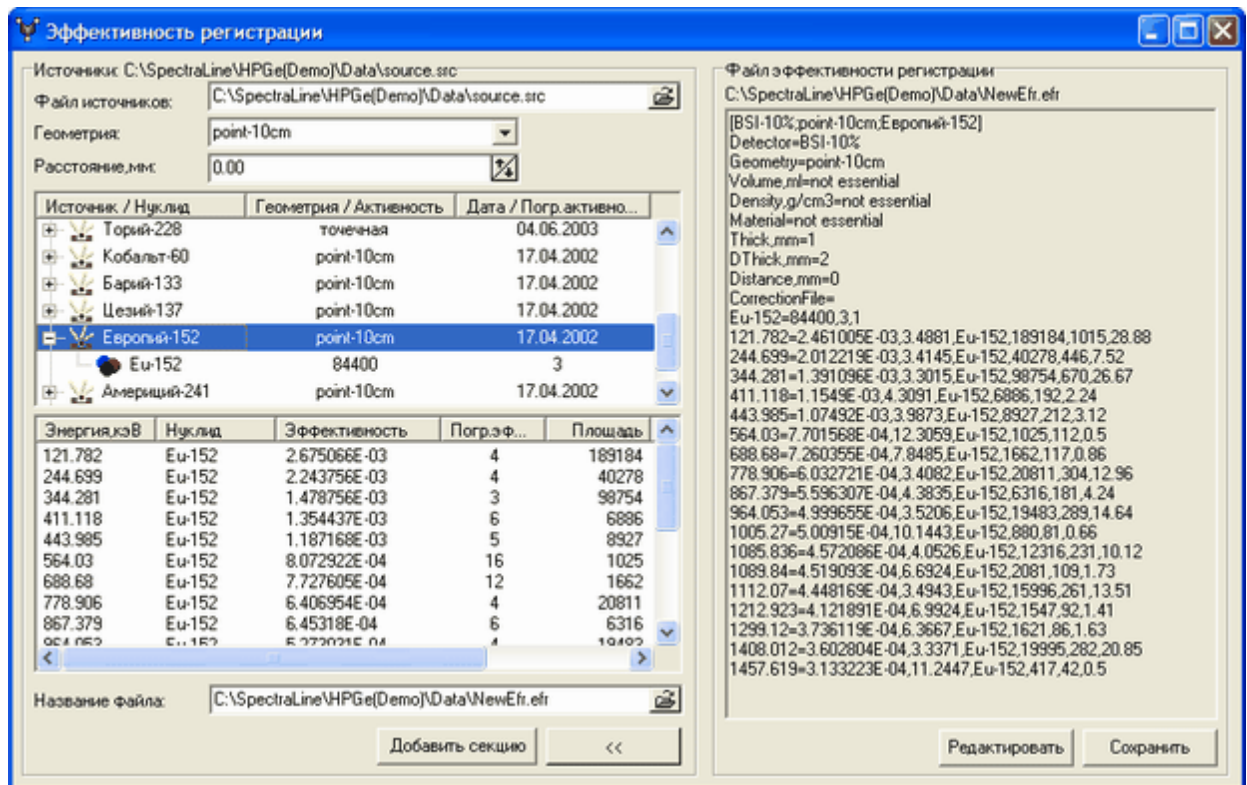 Эффективность регистрации
Источники: C:\SpectraLine\HPGe(Demo)\Data\source.src
Файл источников: C:\SpectraLine\HPGe(Demo)\Data\source.src
Геометрия: point-10cm
Расстояние,мм: 0.00
Источник / Нуклид Геометрия / Активность Дата / Погр.активно...
Торий-228 точечная 04.06.2003
Кобальт-60 point-10cm 17.04.2002
Барий-133 point-10cm 17.04.2002
Цезий-137 point-10cm 17.04.2002
Европий-152 point-10cm 17.04.2002
Eu-152 84400 3
Америций-241 point-10cm 17.04.2002
Энергия,кэВ Нуклид Эффективность Погр.эф... Площадь
121.782 Eu-152 2.675066E-03 4 189184
244.699 Eu-152 2.243756E-03 4 40278
344.281 Eu-152 1.478756E-03 3 98754
411.118 Eu-152 1.354437E-03 6 6886
443.985 Eu-152 1.187168E-03 5 8927
564.03 Eu-152 8.072922E-04 16 1025
688.68 Eu-152 7.727605E-04 12 1662
778.906 Eu-152 6.406954E-04 4 20811
867.379 Eu-152 6.45318E-04 6 6316
Название файла: C:\SpectraLine\HPGe(Demo)\Data\NewEfr.efr
Добавить секцию <<
Файл эффективности регистрации
C:\SpectraLine\HPGe(Demo)\Data\NewEfr.efr
[BSI-10%;point-10cm;Европий-152]
Detector=BSI-10%
Geometry=point-10cm
Volume,ml=not essential
Density,g/cm3=not essential
Material=not essential
Thick,mm=1
DThick,mm=2
Distance,mm=0
CorrectionFile=
Eu-152=84400,3,1
121.782=2.461005E-03,3.4881,Eu-152,189184,1015,28.88
244.699=2.012219E-03,3.4145,Eu-152,40278,446,7.52
344.281=1.391096E-03,3.3015,Eu-152,98754,670,26.67
411.118=1.1549E-03,4.3091,Eu-152,6886,192,2.24
443.985=1.07492E-03,3.9873,Eu-152,8927,212,3.12
564.03=7.701568E-04,12.3059,Eu-152,1025,112,0.5
688.68=7.260355E-04,7.8485,Eu-152,1662,117,0.86
778.906=6.032721E-04,3.4082,Eu-152,20811,304,12.96
867.379=5.596307E-04,4.3835,Eu-152,6316,181,4.24
964.053=4.999655E-04,3.5206,Eu-152,19483,289,14.64
1005.27=5.00915E-04,10.1443,Eu-152,880,81,0.66
1085.836=4.572086E-04,4.0526,Eu-152,12316,231,10.12
1089.84=4.519093E-04,6.6924,Eu-152,2081,109,1.73
1112.07=4.448169E-04,3.4943,Eu-152,15996,261,13.51
1212.923=4.121891E-04,6.9924,Eu-152,1547,92,1.41
1299.12=3.736119E-04,6.3667,Eu-152,1621,86,1.63
1408.012=3.602804E-04,3.3371,Eu-152,19995,282,20.85
1457.619=3.133223E-04,11.2447,Eu-152,417,42,0.5
Редактировать Сохранить